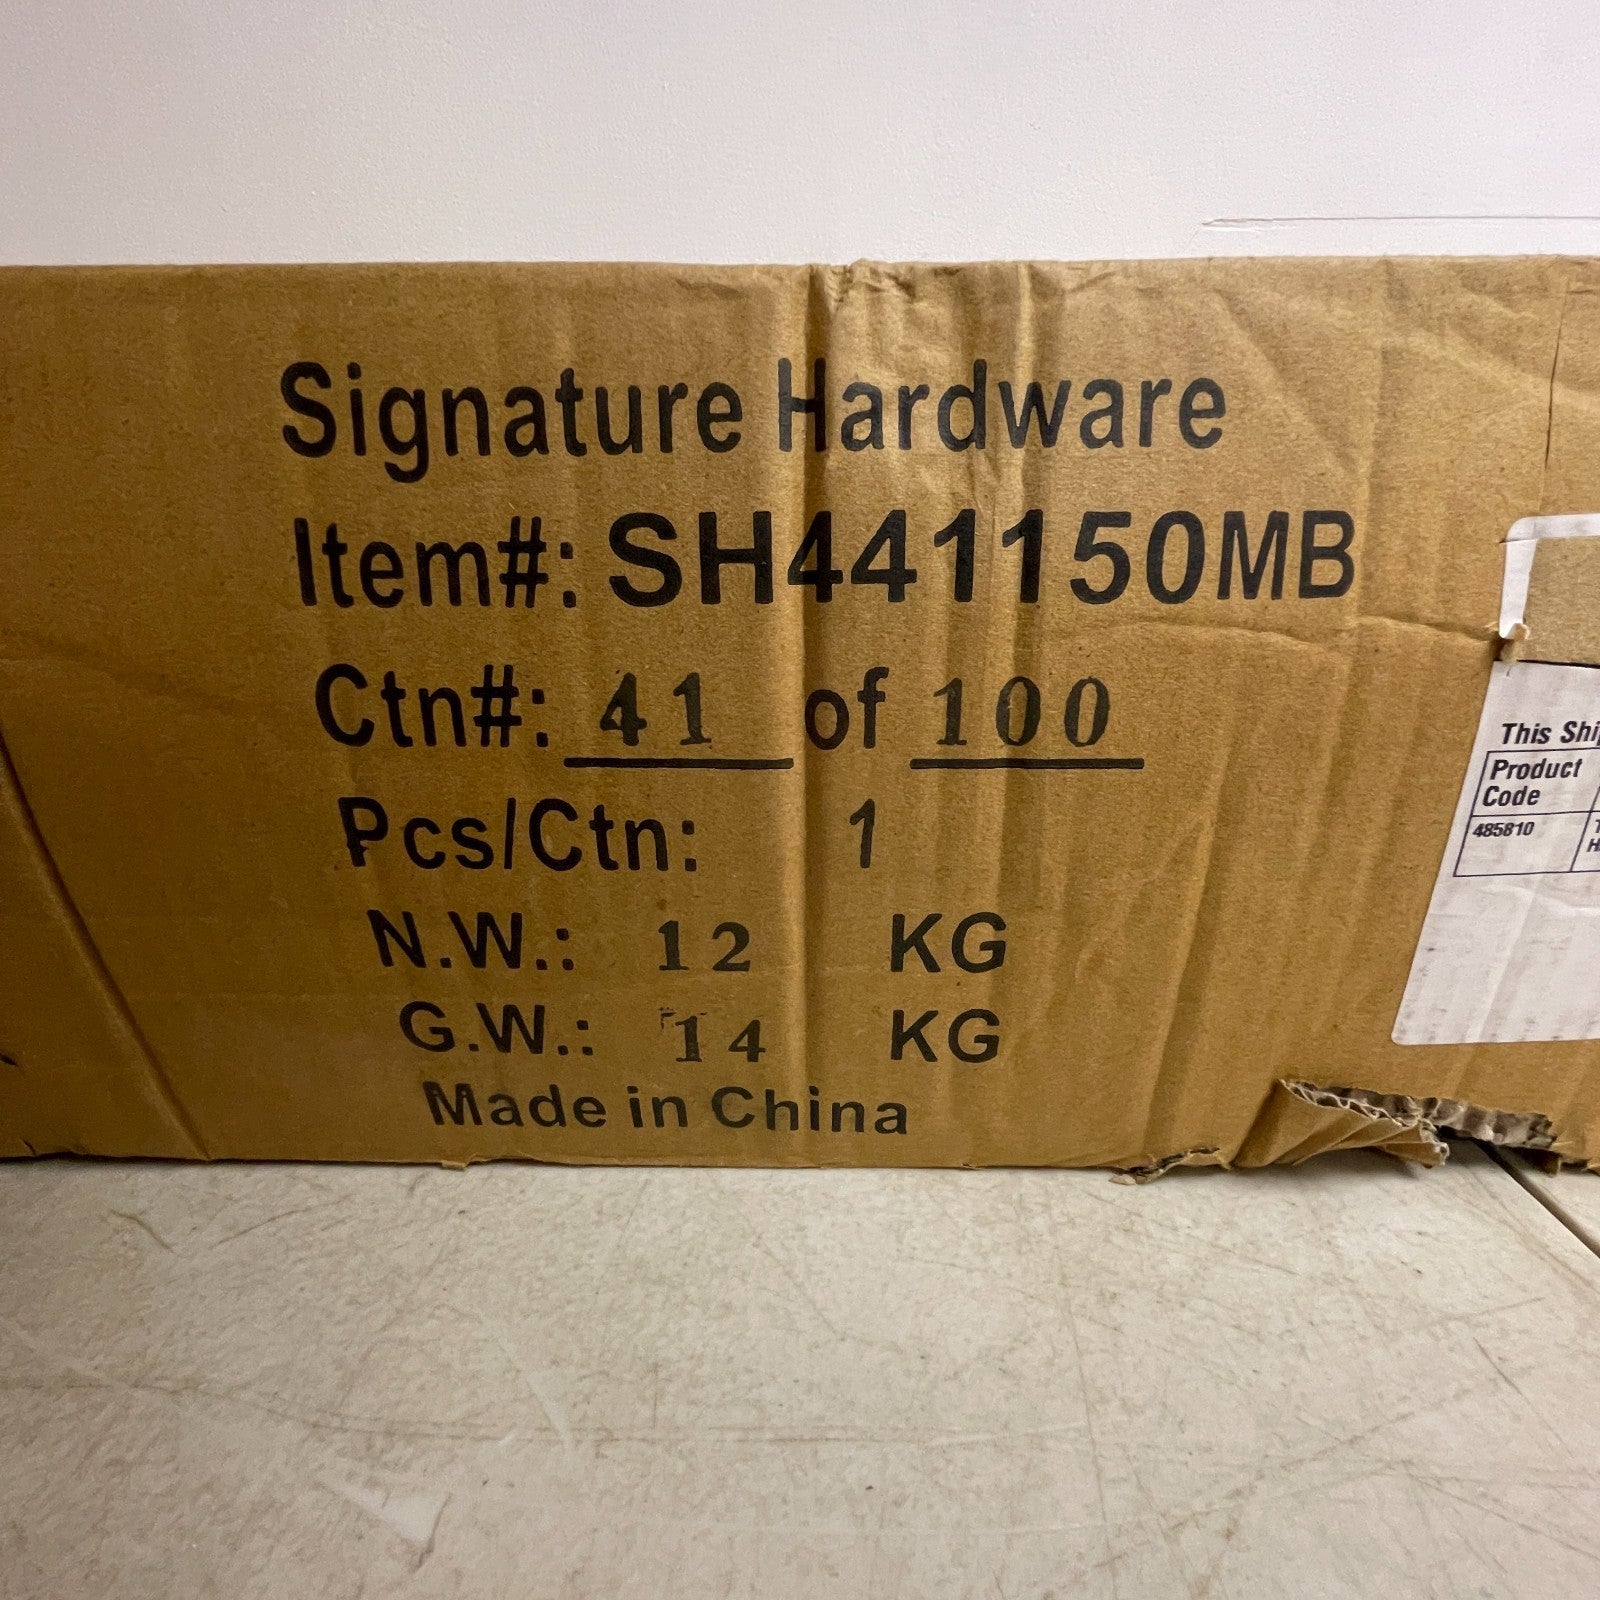 Signature Hardware
Item#: SH441150MB
Ctn#: 41 of 100
Pcs/Ctn: 1
N.W.: 12 KG
G.W.: 14 KG
Made in China
This
Product
Code
485810